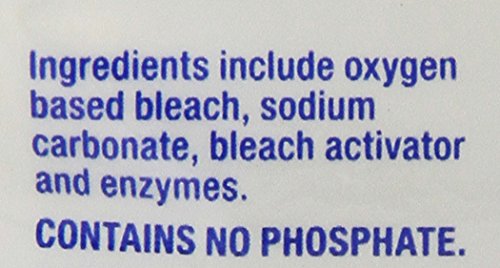 Ingredients include oxygen
based bleach, sodium
carbonate, bleach activator
and enzymes.
CONTAINS NO PHOSPHATE.